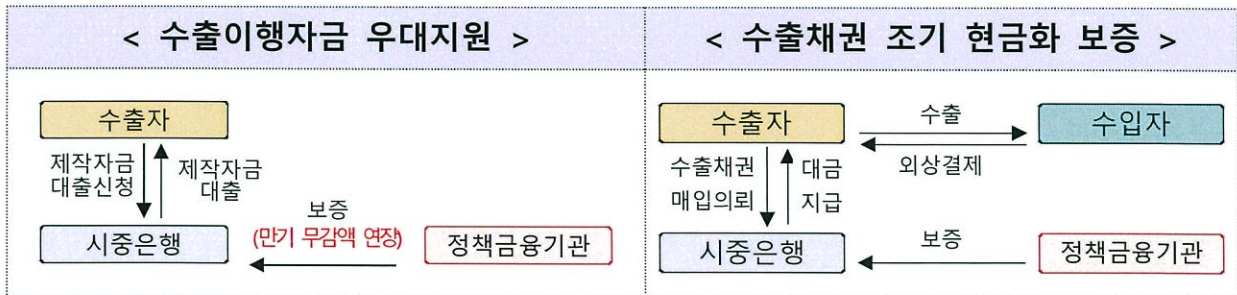 < 수출이행자금 우대지원 >
수출자
제작자금
대출신청
제작자금
대출
보증
(만기 무감액 연장)
시중은행
정책금융기관
< 수출채권 조기 현금화 보증 >
수출자
수출
수입자
외상결제
수출채권
매입의뢰
대금
지급
시중은행
보증
정책금융기관